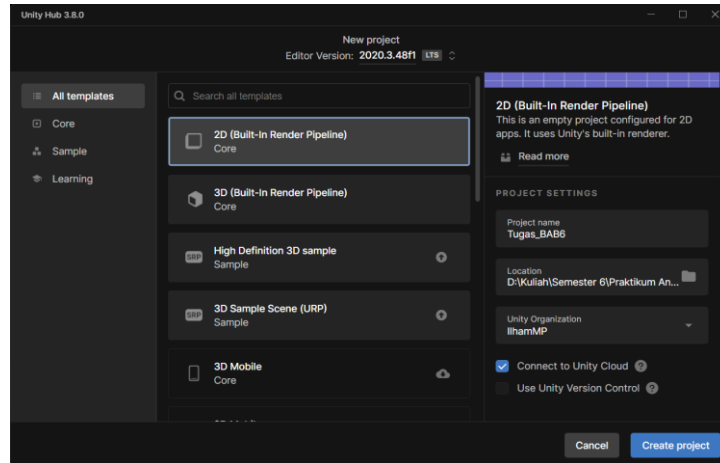 Unity Hub 3.8.0
New project
Editor Version: 2020.3.48f1 LTS
All templates
Core
Sample
Learning
Search all templates
2D (Built-In Render Pipeline)
Core
3D (Built-In Render Pipeline)
Core
SRP
High Definition 3D sample
Sample
SRP
3D Sample Scene (URP)
Sample
3D Mobile
Core
2D (Built-In Render Pipeline)
This is an empty project configured for 2D
apps. It uses Unity's built-in renderer.
Read more
PROJECT SETTINGS
Project name
Tugas_BAB6
Location
D:\Kuliah\Semester 6\Praktikum An...
Unity Organization
IlhamMP
Connect to Unity Cloud ?
Use Unity Version Control ?
Cancel
Create project